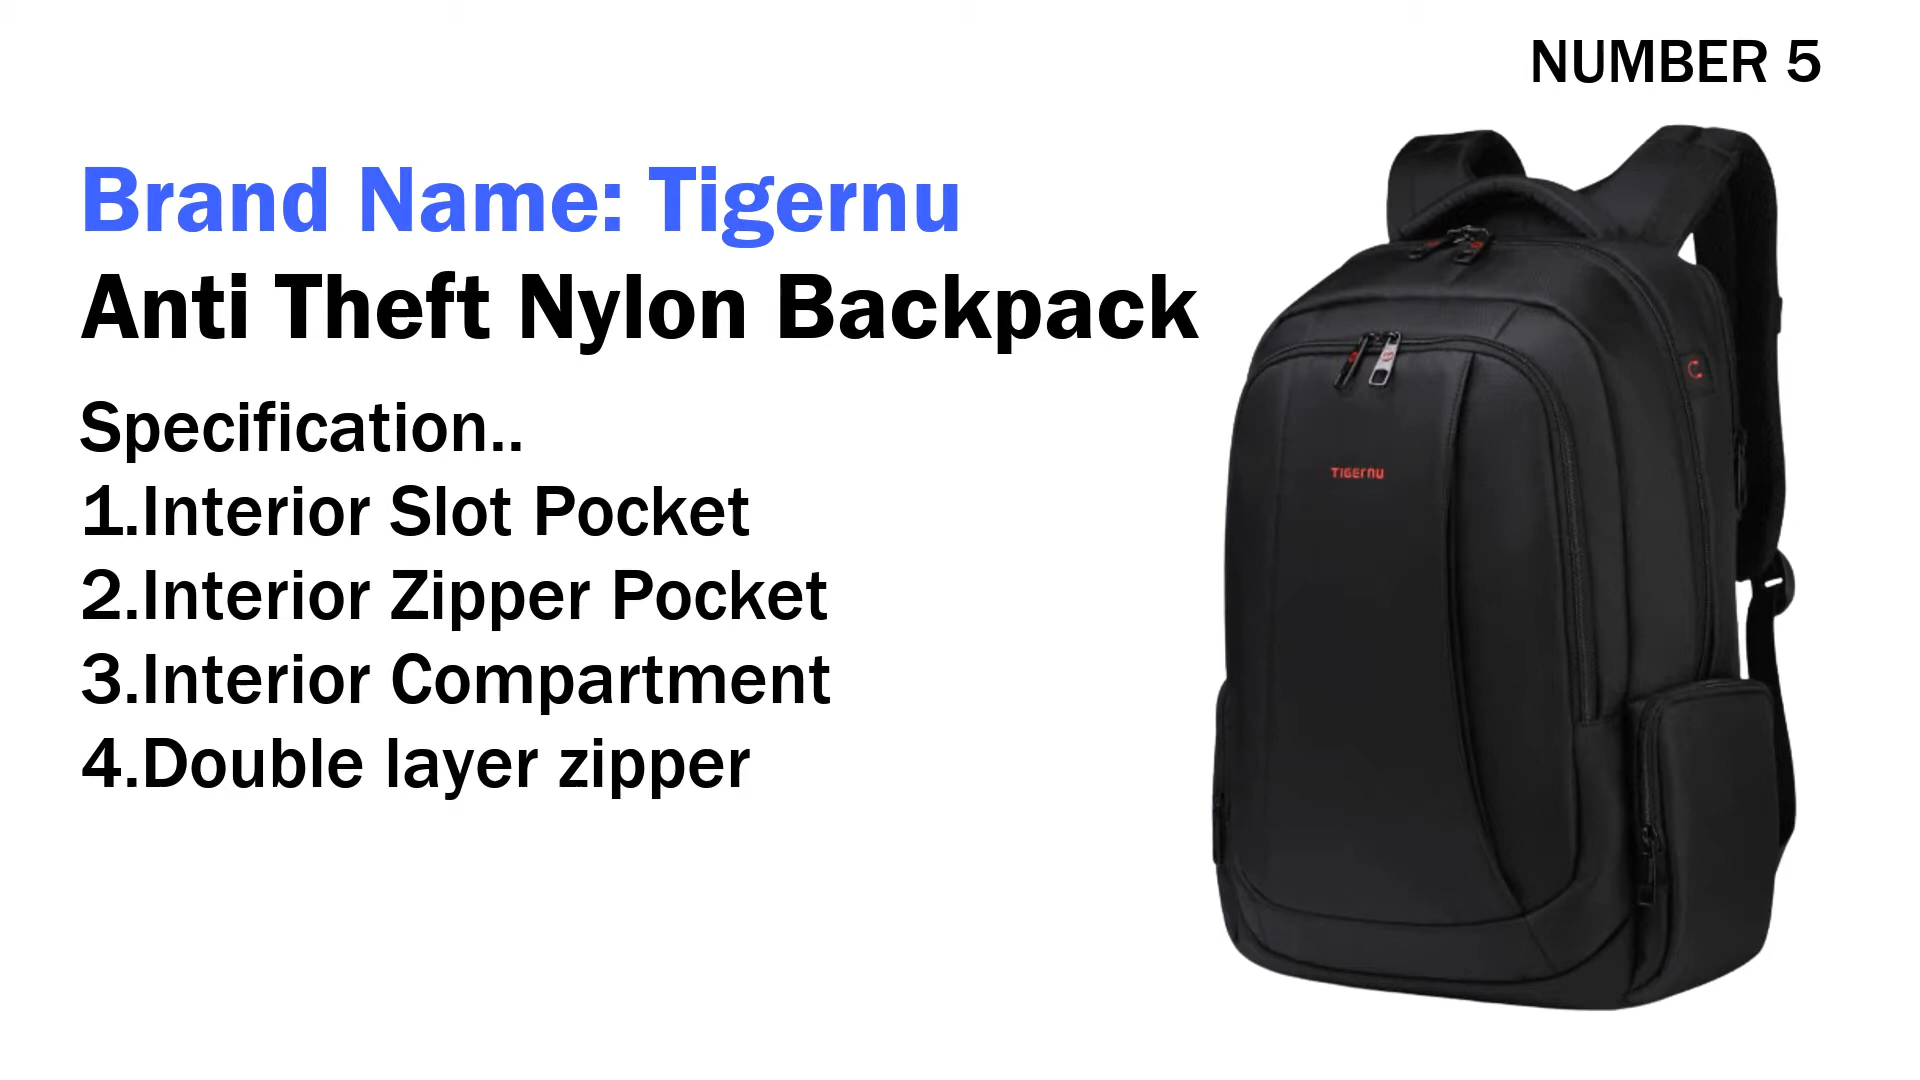 NUMBER 5
Brand Name: Tigernu
Anti Theft Nylon Backpack
Specification..
1.Interior Slot Pocket
2.Interior Zipper Pocket
3.Interior Compartment
4.Double layer zipper
TIGErnU